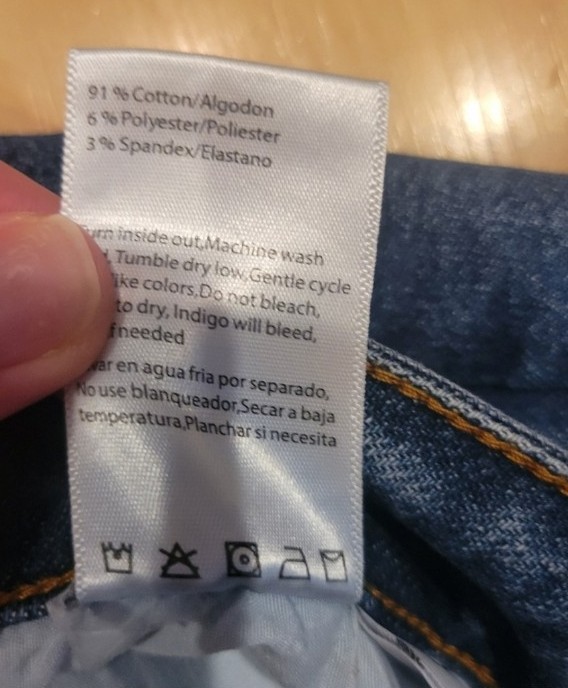 91 % Cotton/Algodon
6 % Polyester/Poliester
3 % Spandex/Elastano
urn inside out,Machine wash
Tumble dry low,Gentle cycle
like colors,Do not bleach,
to dry, Indigo will bleed,
f needed
var en agua fria por separado,
No use blanqueador,Secar a baja
temperatura,Planchar si necesita